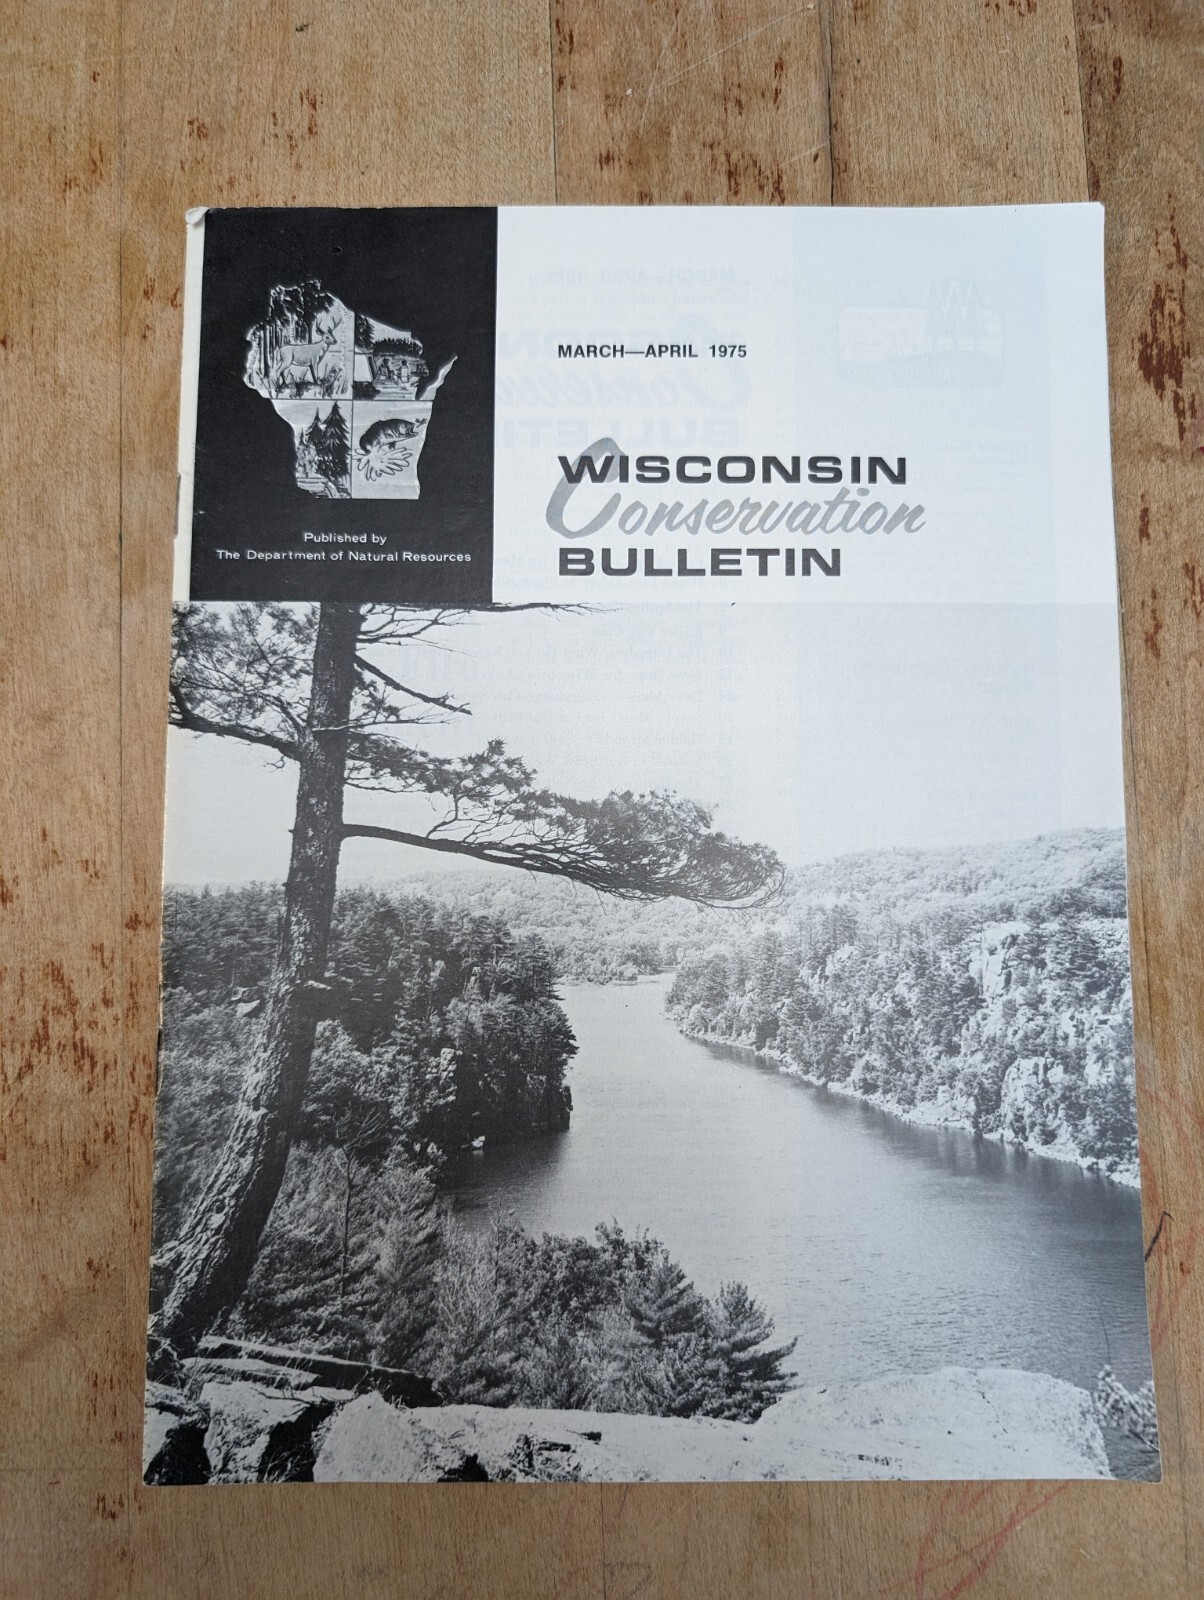 MARCH—APRIL 1975
WISCONSIN
Conservation
BULLETIN
Published by
The Department of Natural Resources